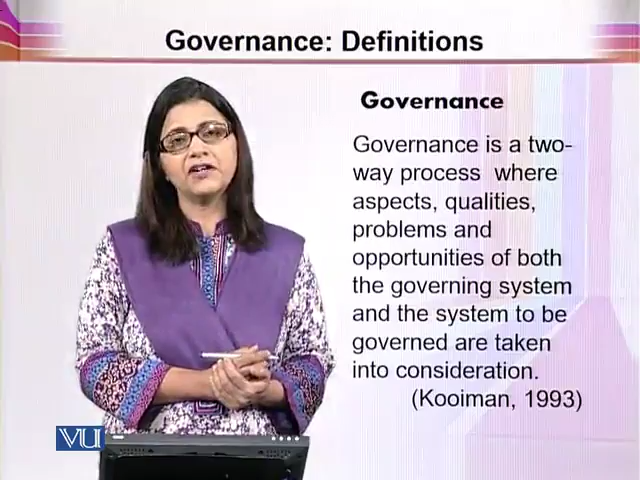 Governance: Definitions
Governance
Governance is a two-
way process where
aspects, qualities,
problems and
opportunities of both
the governing system
and the system to be
governed are taken
into consideration.
(Kooiman, 1993)
VU